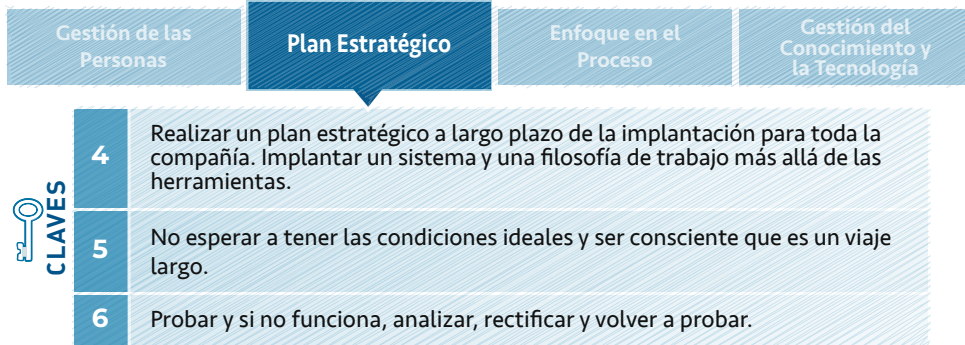 Gestión de las
Personas
Plan Estratégico
Enfoque en el
Proceso
Gestión del
Conocimiento y
la Tecnología
CLAVES
4
Realizar un plan estratégico a largo plazo de la implantación para toda la
compañía. Implantar un sistema y una filosofía de trabajo más allá de las
herramientas.
5
No esperar a tener las condiciones ideales y ser consciente que es un viaje
largo.
6
Probar y si no funciona, analizar, rectificar y volver a probar.